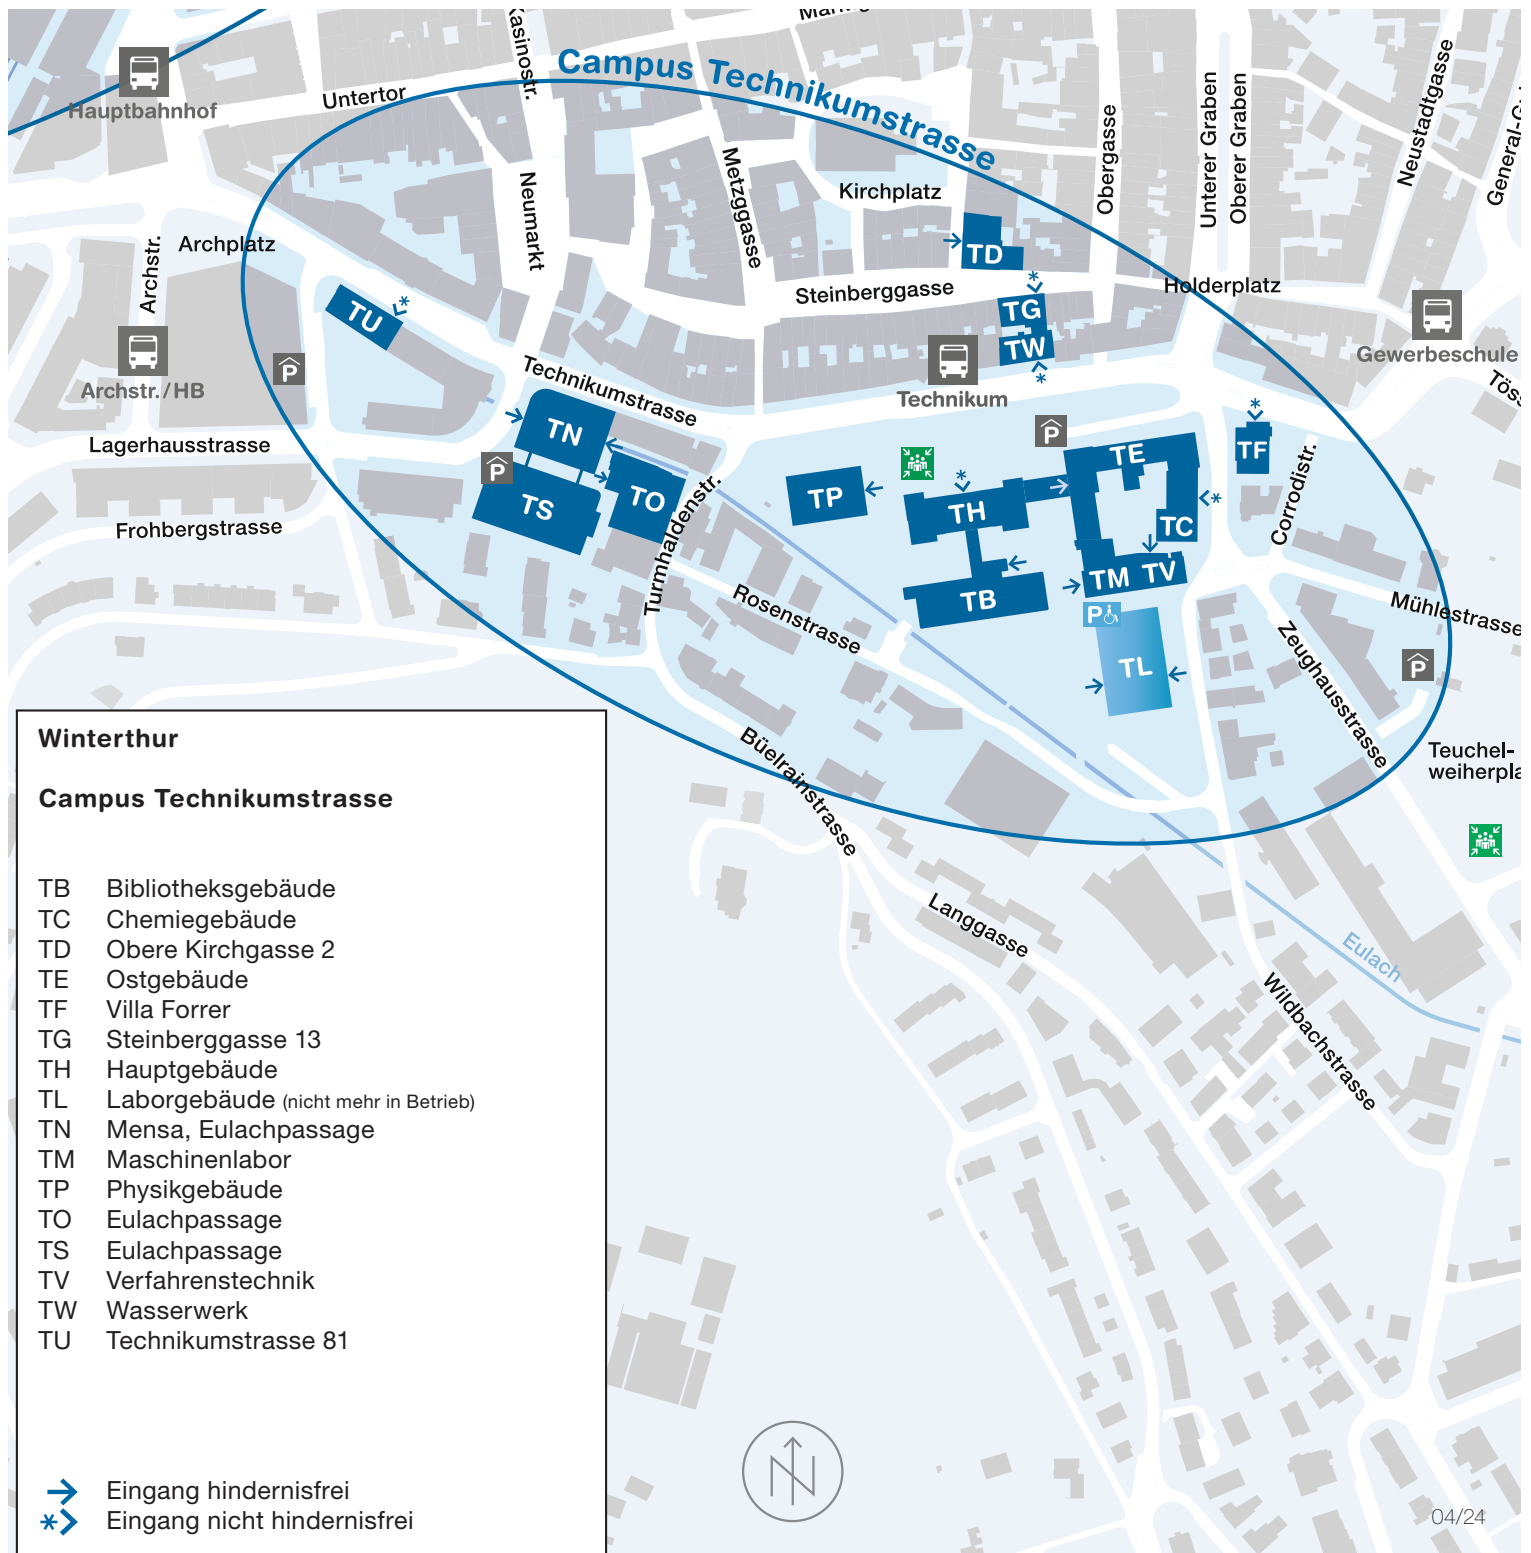 Campus Technikumstrasse
Hauptbahnhof
Untertor
Kasinostr.
Neumarkt
Metzggasse
Kirchplatz
Obergasse
Unterer Graben
Oberer Graben
Neustadtgasse
Archplatz
Archstr.
Archstr./HB
P
TU
TD
Steinberggasse
TG
TW
Holderplatz
Gewerbeschule
Technikum
Technikumstrasse
Lagerhausstrasse
Frohbergstrasse
TN
P
TS
TO
Turmhaldenstr.
TP
P
TH
TE
TC
TF
Corrodistr.
TM
TV
TB
P
TL
Rosenstrasse
Mühlestrasse
Zeughausstrasse
P
Teuchel-
Büelrainstrasse
Langgasse
Eulach
Wildbachstrasse
Winterthur
Campus Technikumstrasse
TB Bibliotheksgebäude
TC Chemiegebäude
TD Obere Kirchgasse 2
TE Ostgebäude
TF Villa Forrer
TG Steinberggasse 13
TH Hauptgebäude
TL Laborgebäude (nicht mehr in Betrieb)
TN Mensa, Eulachpassage
TM Maschinenlabor
TP Physikgebäude
TO Eulachpassage
TS Eulachpassage
TV Verfahrenstechnik
TW Wasserwerk
TU Technikumstrasse 81
Eingang hindernisfrei
* Eingang nicht hindernisfrei
N
04/24